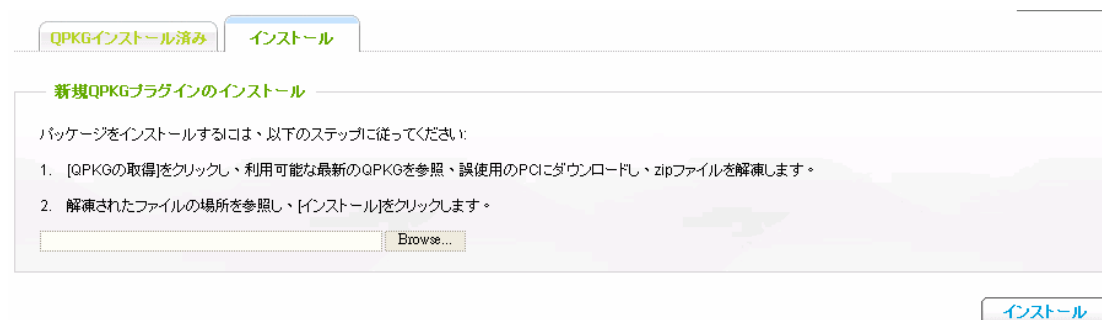 QPKGインストール済み インストール
新規QPKGプラグインのインストール
パッケージをインストールするには、以下のステップに従ってください:
1. [QPKGの取得]をクリックし、利用可能な最新のQPKGを参照、誤使用のPCにダウンロードし、zipファイルを解凍します。
2. 解凍されたファイルの場所を参照し、[インストール]をクリックします。
Browse...
インストール